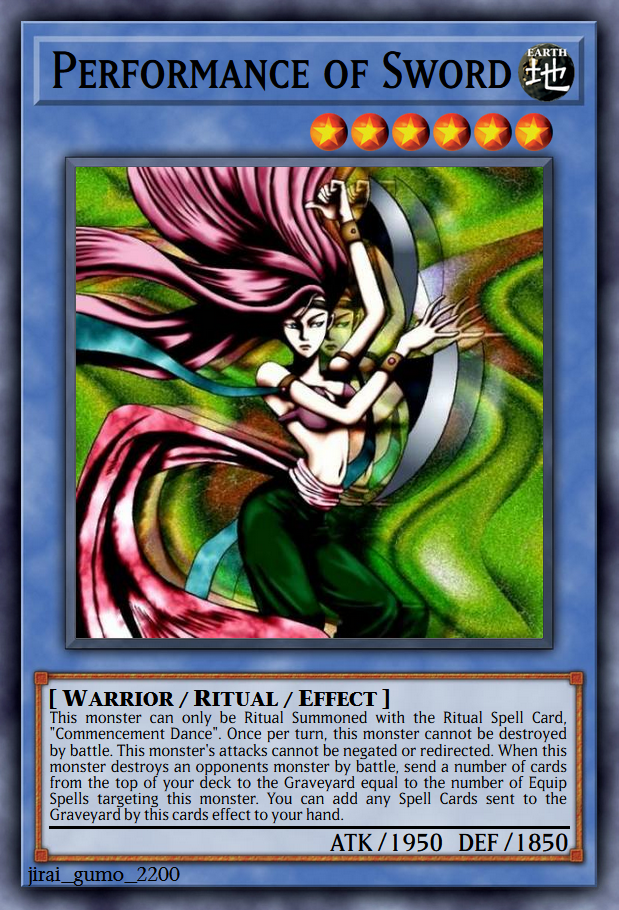 Performance of Sword
EARTH
地
[ Warrior / Ritual / Effect ]
This monster can only be Ritual Summoned with the Ritual Spell Card,
"Commencement Dance". Once per turn, this monster cannot be destroyed
by battle. This monster's attacks cannot be negated or redirected. When this
monster destroys an opponents monster by battle, send a number of cards
from the top of your deck to the Graveyard equal to the number of Equip
Spells targeting this monster. You can add any Spell Cards sent to the
Graveyard by this cards effect to your hand.
ATK / 1950 DEF / 1850
jirai_gumo_2200